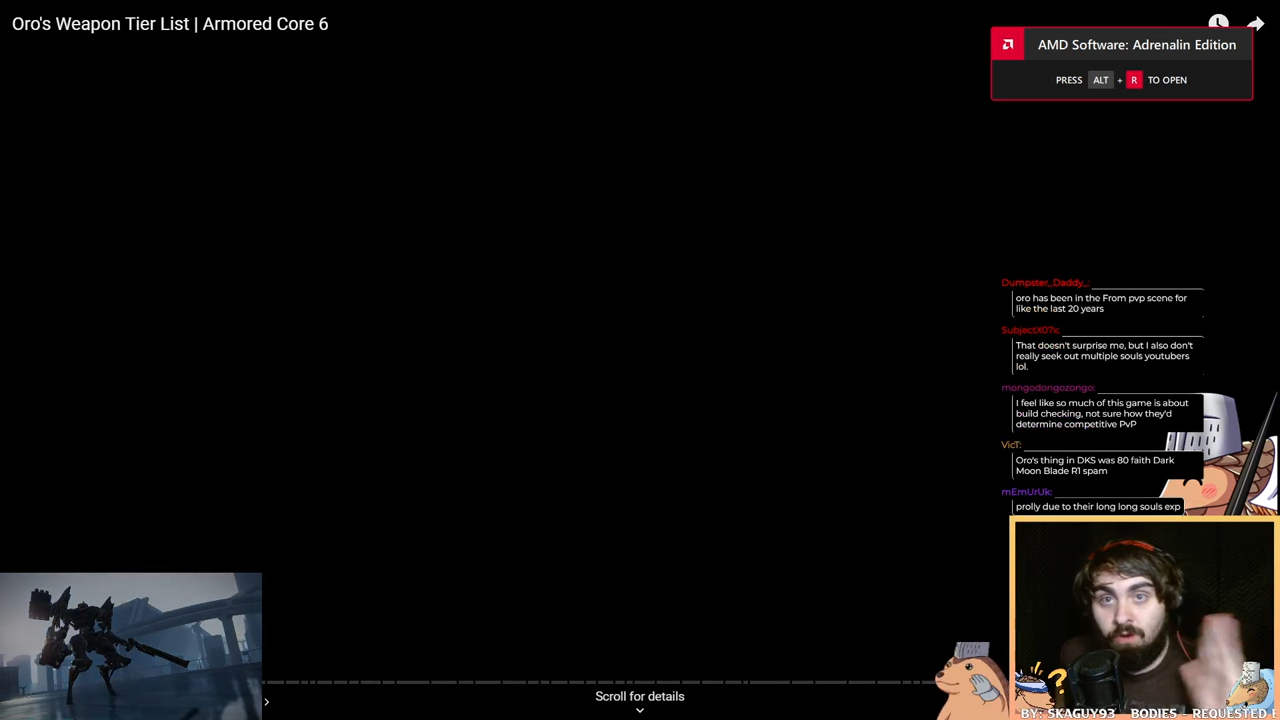 Oro's Weapon Tier List | Armored Core 6
AMD Software: Adrenalin Edition
PRESS ALT + R TO OPEN
Dumpster_Daddy_:
oro has been in the From pvp scene for
like the last 20 years
SubjectX07x:
That doesn't surprise me, but I also don't
really seek out multiple souls youtubers
lol.
mongodongozongo:
I feel like so much of this game is about
build checking, not sure how they'd
determine competitive PvP
VicT:
Oro's thing in DKS was 80 faith Dark
Moon Blade R1 spam
mEmUrUk:
prolly due to their long long souls exp
Scroll for details
BY: SKAGUY93 BODIES - REQUESTED